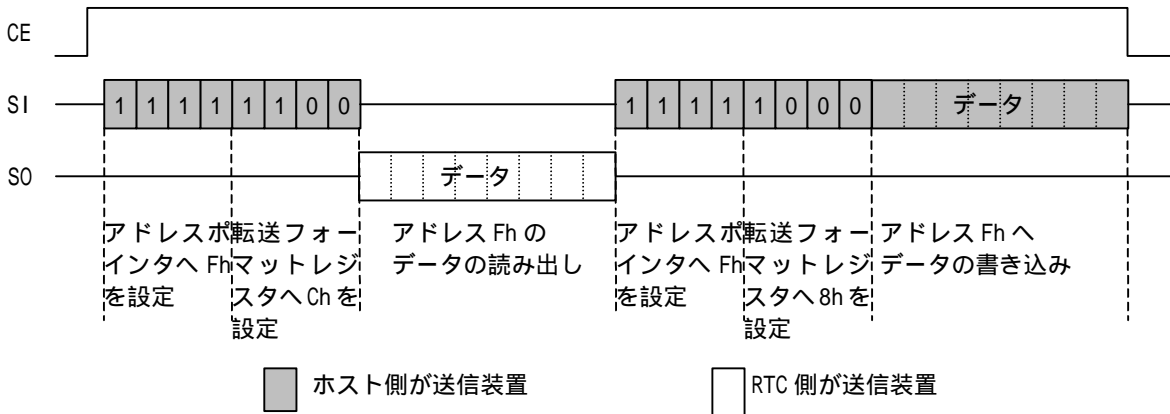 CE
SI
1 1 1 1 1 1 0 0
1 1 1 1 1 0 0 0
データ
SO
データ
アドレスポ
インタへ Fh
を設定
転送フォー
マットレジ
スタへ Ch を
設定
アドレス Fh の
データの読み出し
アドレスポ
インタへ Fh
を設定
転送フォー
マットレジ
スタへ 8h を
設定
アドレス Fh へ
データの書き込み
ホスト側が送信装置
RTC 側が送信装置